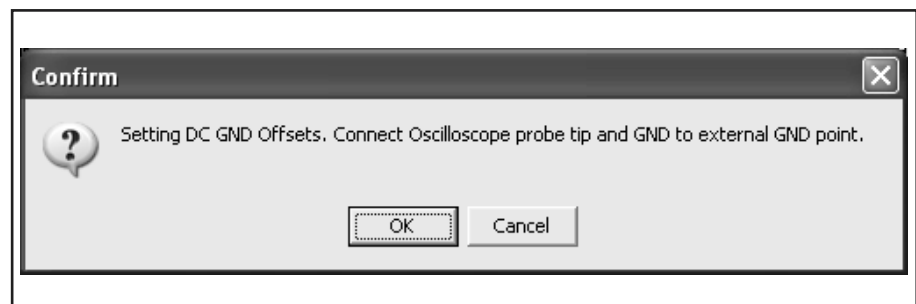 Confirm
Setting DC GND Offsets. Connect Oscilloscope probe tip and GND to external GND point.
OK
Cancel